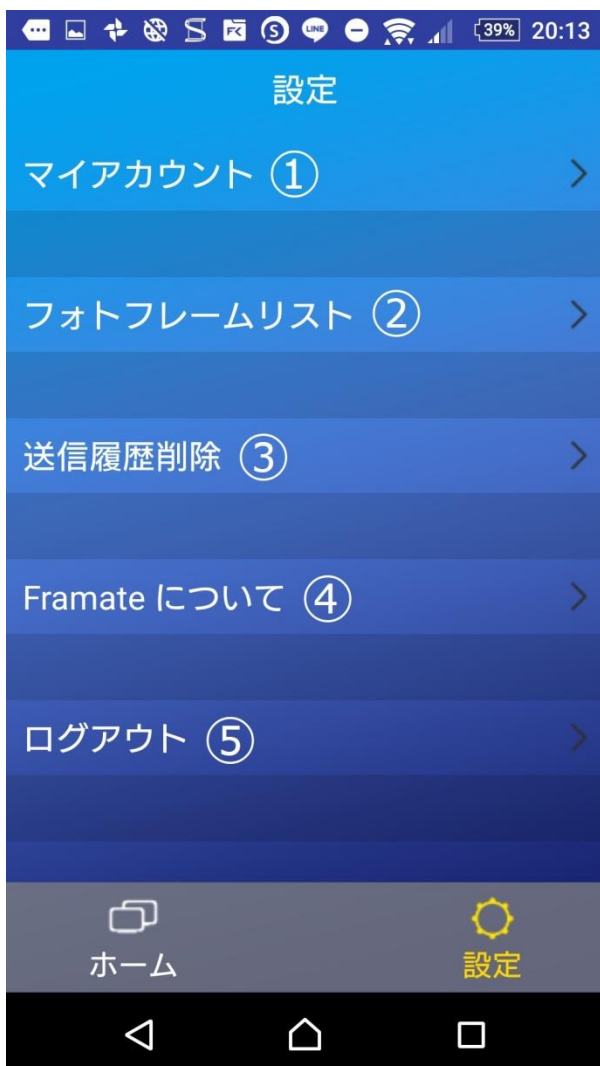 39% 20:13
設定
マイアカウント ①
フォトフレームリスト ②
送信履歴削除 ③
Framate について ④
ログアウト ⑤
ホーム 設定